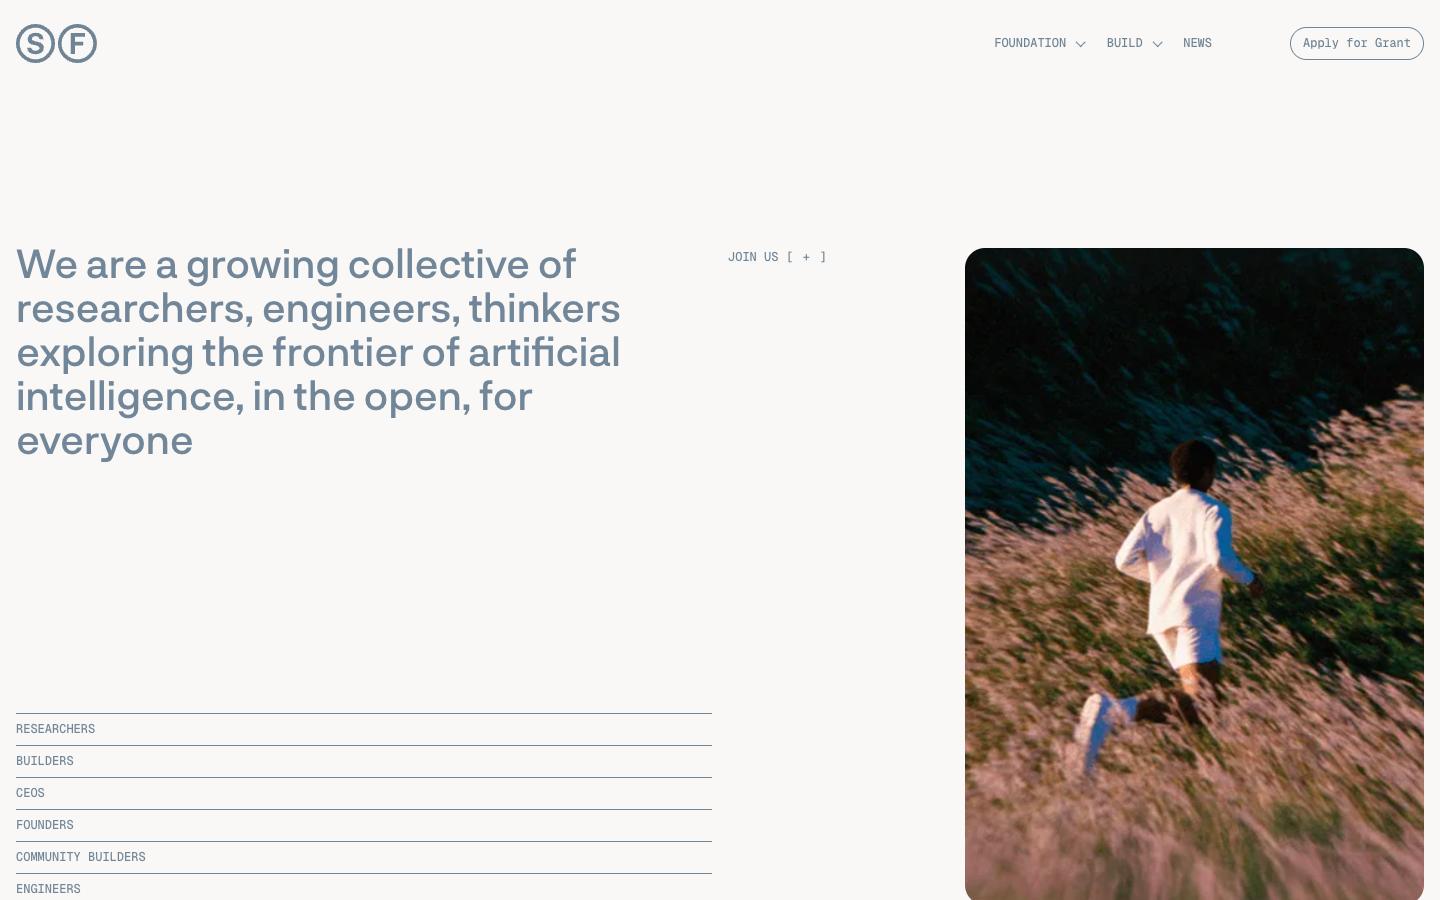 S F
FOUNDATION
BUILD
NEWS
Apply for Grant
We are a growing collective of
researchers, engineers, thinkers
exploring the frontier of artificial
intelligence, in the open, for
everyone
JOIN US [ + ]
RESEARCHERS
BUILDERS
CEOS
FOUNDERS
COMMUNITY BUILDERS
ENGINEERS